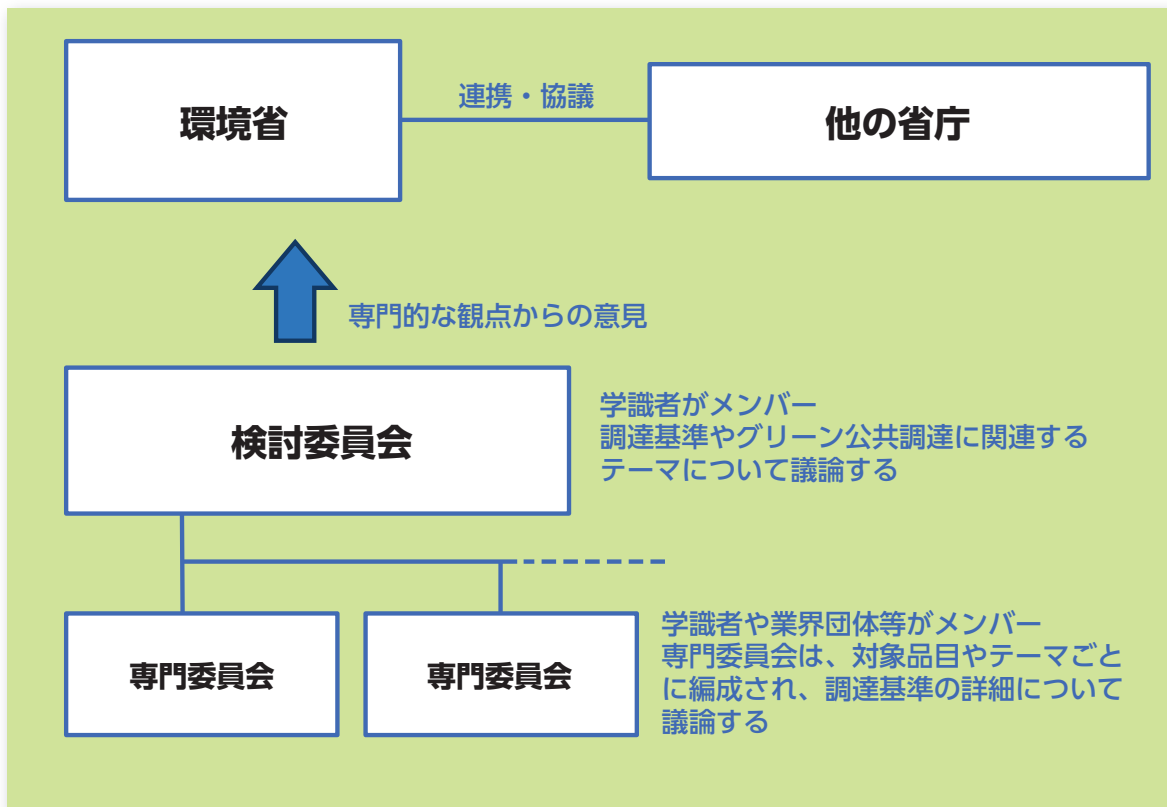 環境省
連携・協議
他の省庁
専門的な観点からの意見
検討委員会
学識者がメンバー
調達基準やグリーン公共調達に関連する
テーマについて議論する
専門委員会
専門委員会
学識者や業界団体等がメンバー
専門委員会は、対象品目やテーマごと
に編成され、調達基準の詳細について
議論する